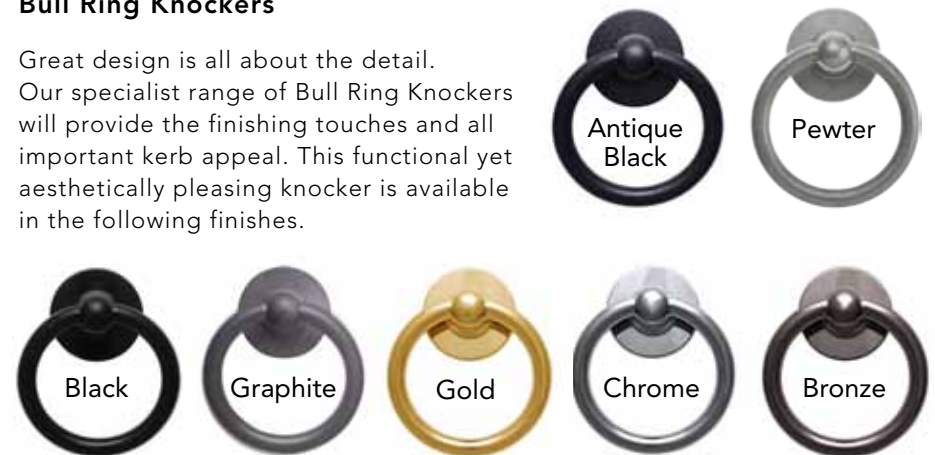 Bull Ring Knockers
Great design is all about the detail.
Our specialist range of Bull Ring Knockers
will provide the finishing touches and all
important kerb appeal. This functional yet
aesthetically pleasing knocker is available
in the following finishes.
Antique
Black
Pewter
Black
Graphite
Gold
Chrome
Bronze